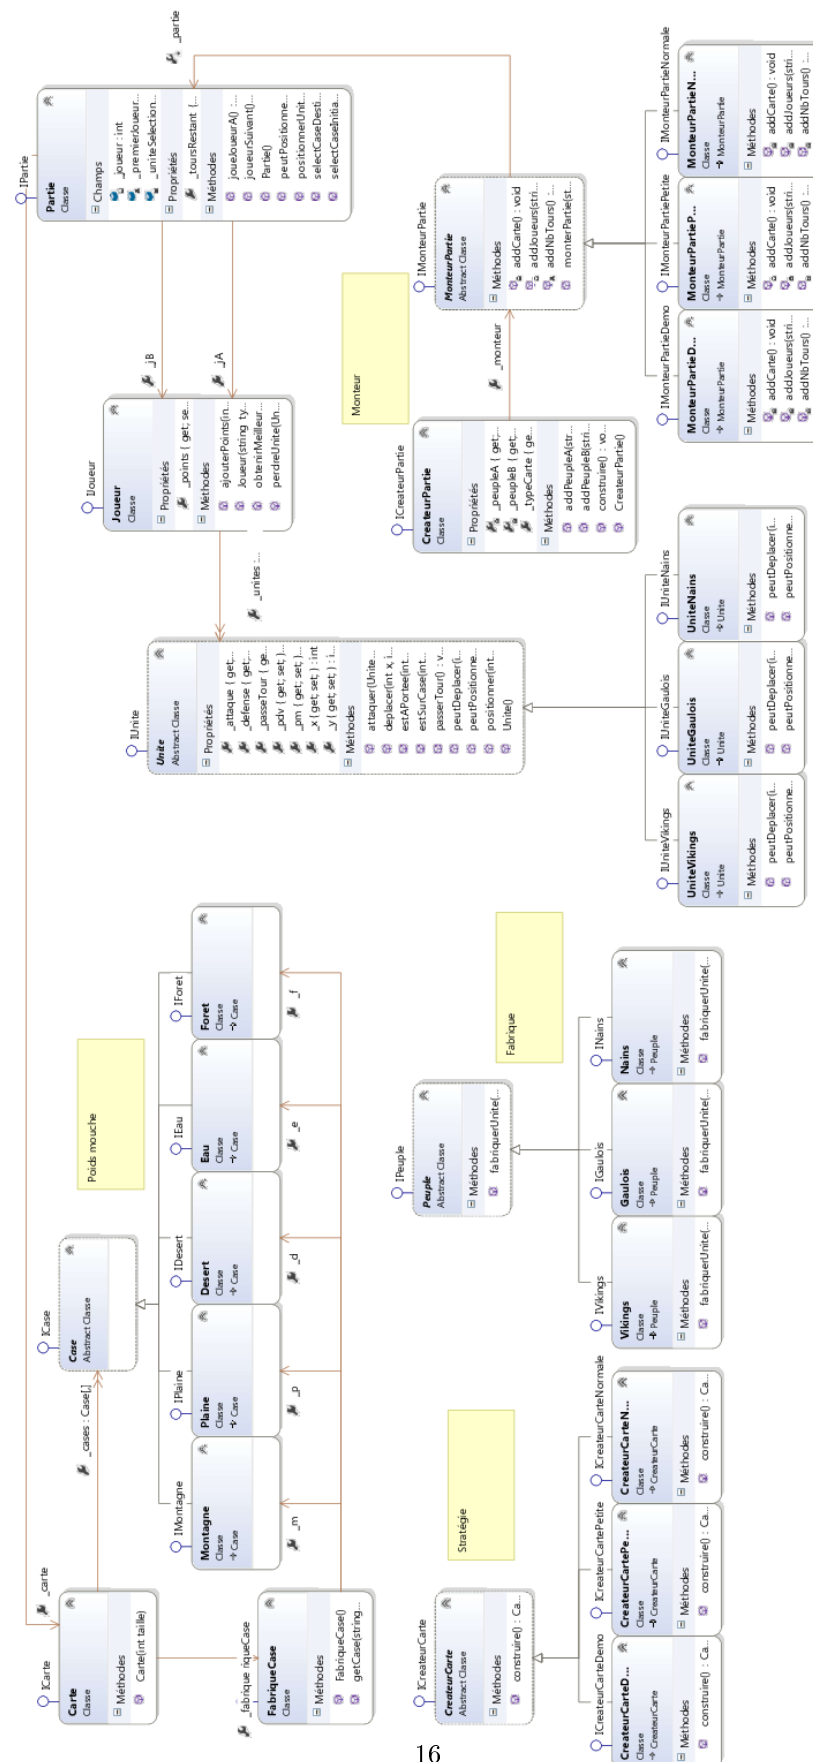 ICarte
Carte
Classe
Méthodes
Carte(int taille)
_carte
_cases : Case[,]
_fabrique
riqueCase
FabriqueCase
Classe
Méthodes
FabriqueCase()
getCase(string...
ICase
Case
Abstract Classe
Poids mouche
IMontagne
Montagne
Classe
Case
IPlaine
Plaine
Classe
Case
IDesert
Desert
Classe
Case
IEau
Eau
Classe
Case
IForet
Foret
Classe
Case
_m
_p
_d
_e
_f
Stratégie
ICreateurCarte
CreateurCarte
Abstract Classe
Méthodes
construire() : Ca...
ICreateurCarteDemo
CreateurCarteD...
Classe
CreateurCarte
Méthodes
construire() : Ca...
ICreateurCartePetite
CreateurCartePe...
Classe
CreateurCarte
Méthodes
construire() : Ca...
ICreateurCarteNormale
CreateurCarteN...
Classe
CreateurCarte
Méthodes
construire() : Ca...
IPeuple
Peuple
Abstract Classe
Méthodes
fabriquerUnite(...
Fabrique
IVikings
Vikings
Classe
Peuple
Méthodes
fabriquerUnite(...
IGaulois
Gaulois
Classe
Peuple
Méthodes
fabriquerUnite(...
INains
Nains
Classe
Peuple
Méthodes
fabriquerUnite(...
IUnite
Unite
Abstract Classe
Propriétés
_attaque { get;...
_defense { get;...
_passeTour { ge...
_pdv { get; set; }...
_pm { get; set; }...
_x { get; set; } : int
_y { get; set; } : i...
Méthodes
attaquer(Unite...
deplacer(int x, i...
estAPortee(int...
estSurCase(int...
passerTour() : v...
peutDeplacer(i...
peutPositionne...
positionner(int...
Unite()
IUniteVikings
UniteVikings
Classe
Unite
Méthodes
peutDeplacer(i...
peutPositionne...
IUniteGaulois
UniteGaulois
Classe
Unite
Méthodes
peutDeplacer(i...
peutPositionne...
IUniteNains
UniteNains
Classe
Unite
Méthodes
peutDeplacer(i...
peutPositionne...
_unites :...
IJoueur
Joueur
Classe
Propriétés
_points { get; se...
Méthodes
ajouterPoints(in...
Joueur(string ty...
obtenirMeilleur...
perdreUnite(Un...
_jB
_jA
IPartie
Partie
Classe
Champs
_joueur : int
_premierJoueur...
_uniteSelection...
Propriétés
_toursRestant {...
Méthodes
joueJoueurA() :...
joueurSuivant()...
Partie()
peutPositionne...
positionnerUnit...
selectCaseDesti...
selectCaseInitia...
_partie
Monteur
ICreateurPartie
CreateurPartie
Classe
Propriétés
_peupleA { get;...
_peupleB { get;...
_typeCarte { ge...
Méthodes
addPeupleA(str...
addPeupleB(stri...
construire() : vo...
CreateurPartie()
_monteur
IMonteurPartie
MonteurPartie
Abstract Classe
Méthodes
addCarte() : void
addJoueurs(stri...
addNbTours() :...
monterPartie(st...
IMonteurPartieDemo
MonteurPartieD...
Classe
MonteurPartie
Méthodes
addCarte() : void
addJoueurs(stri...
addNbTours() :...
IMonteurPartiePetite
MonteurPartieP...
Classe
MonteurPartie
Méthodes
addCarte() : void
addJoueurs(stri...
addNbTours() :...
IMonteurPartieNormale
MonteurPartieN...
Classe
MonteurPartie
Méthodes
addCarte() : void
addJoueurs(stri...
addNbTours() :...
16